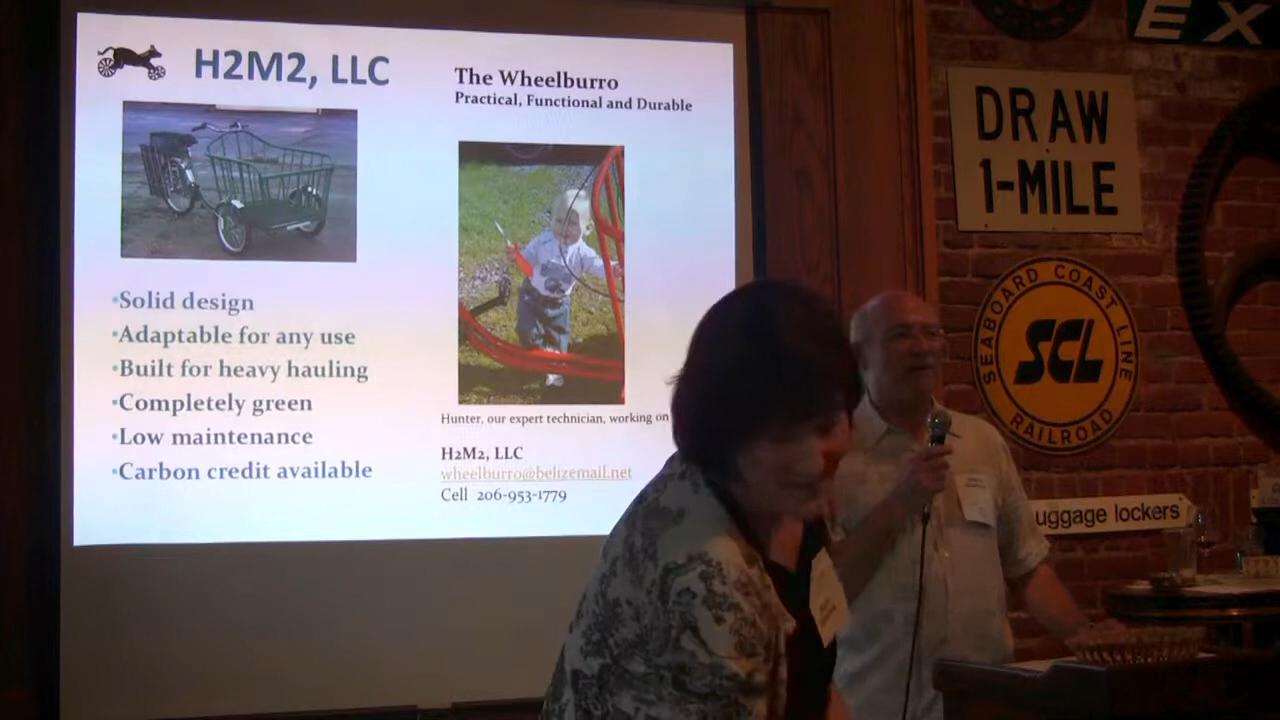 H2M2, LLC
The Wheelburro
Practical, Functional and Durable
•Solid design
•Adaptable for any use
•Built for heavy hauling
•Completely green
•Low maintenance
•Carbon credit available
Hunter, our expert technician, working on
H2M2, LLC
wheelburro@belizemail.net
Cell 206-953-1779
EX
DRAW
1-MILE
SEABOARD COAST LINE
SCL
RAILROAD
uggage lockers